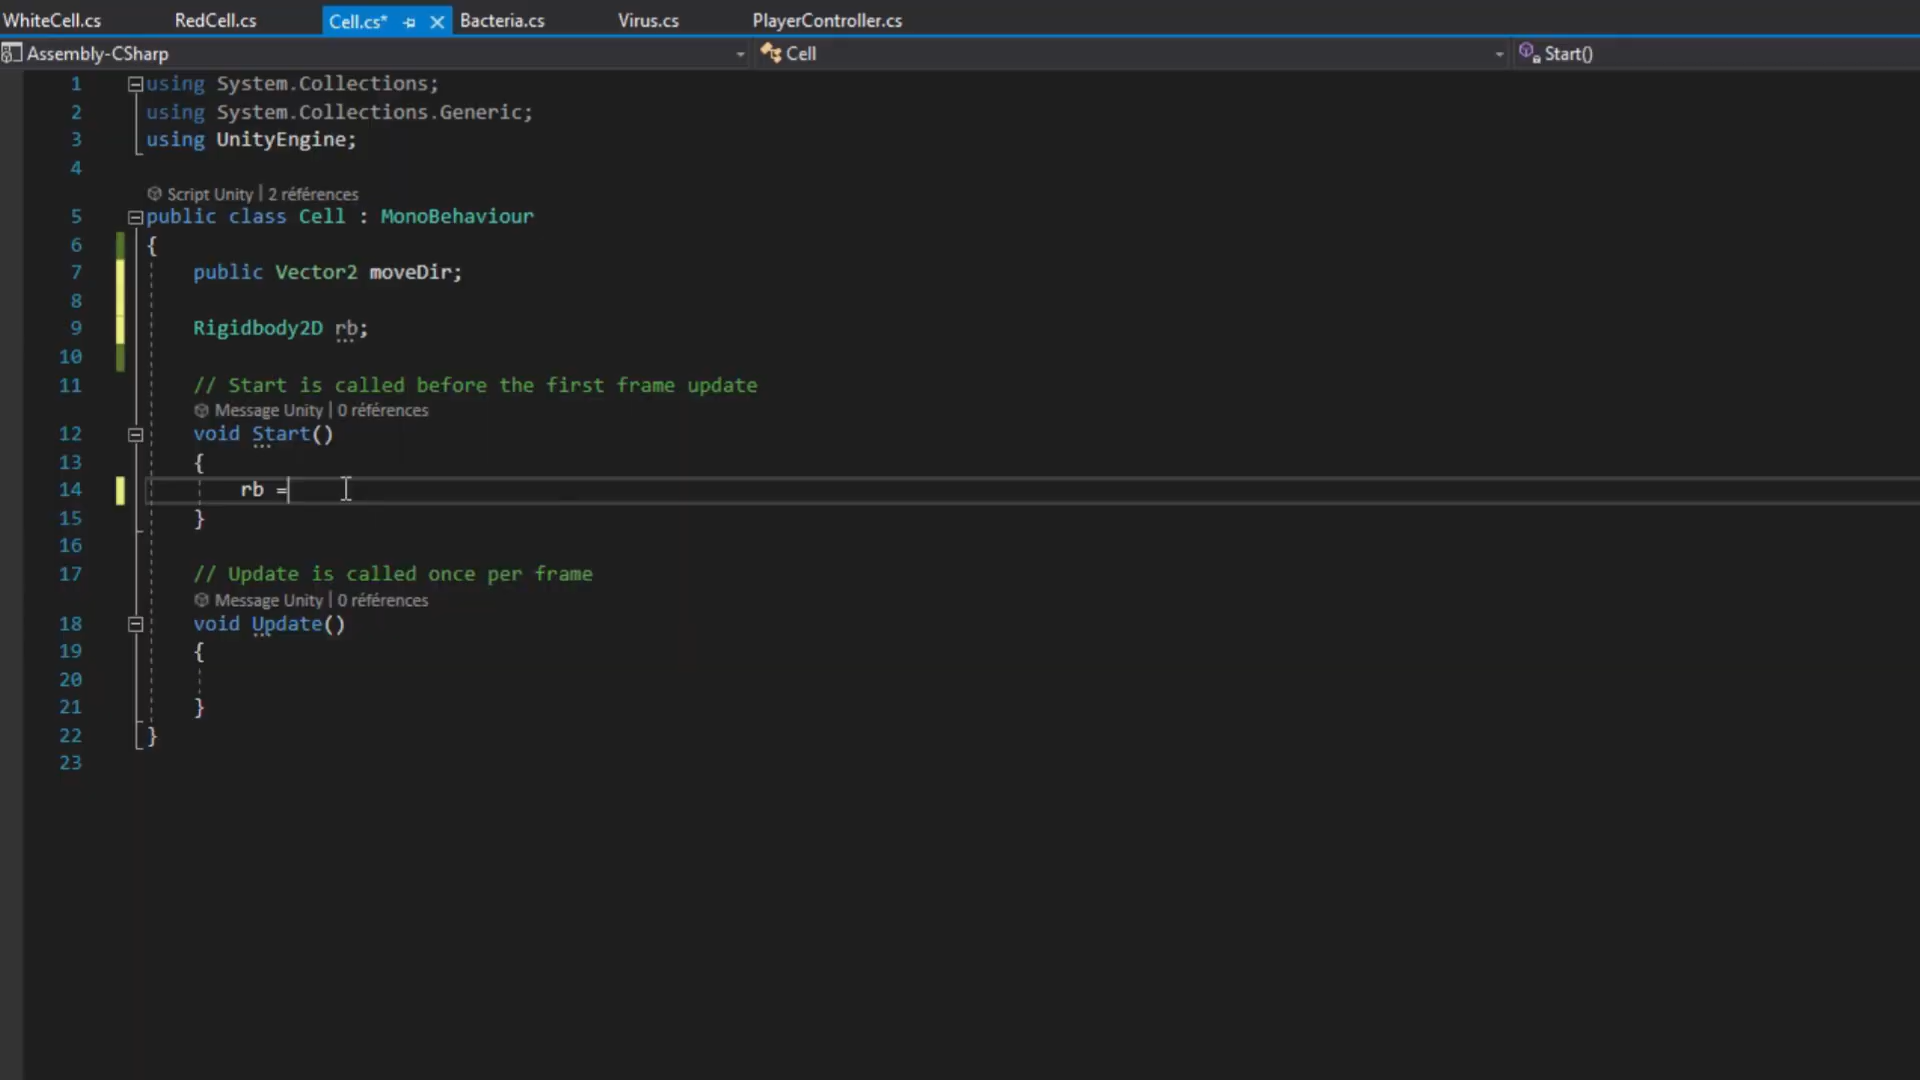 WhiteCell.cs RedCell.cs Cell.cs* Bacteria.cs Virus.cs PlayerController.cs
Assembly-CSharp Cell Start()
1 using System.Collections;
2 using System.Collections.Generic;
3 using UnityEngine;
4
Script Unity | 2 références
5 public class Cell : MonoBehaviour
6 {
7 public Vector2 moveDir;
8
9 Rigidbody2D rb;
10
11 // Start is called before the first frame update
Message Unity | 0 références
12 void Start()
13 {
14 rb =
15 }
16
17 // Update is called once per frame
Message Unity | 0 références
18 void Update()
19 {
20
21 }
22 }
23